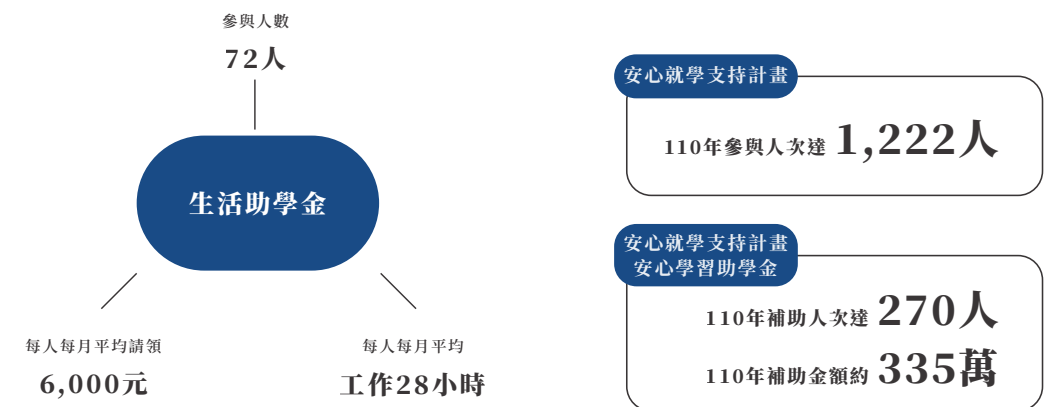 參與人數
72人
生活助學金
每人每月平均請領
6,000元
每人每月平均
工作28小時
安心就學支持計畫
110年參與人次達 1,222人
安心就學支持計畫
安心學習助學金
110年補助人次達 270人
110年補助金額約 335萬